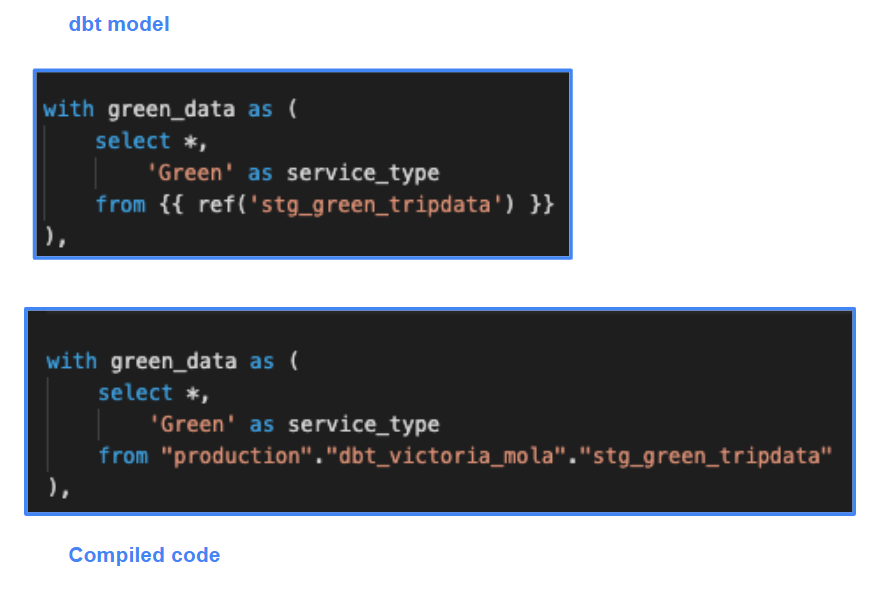 dbt model
with green_data as (
select *,
'Green' as service_type
from {{ ref('stg_green_tripdata') }}
),
with green_data as (
select *,
'Green' as service_type
from "production"."dbt_victoria_mola"."stg_green_tripdata"
),
Compiled code